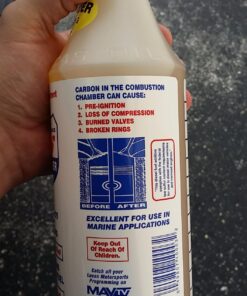 CARBON IN THE COMBUSTION
CHAMBER CAN CAUSE:
1. PRE-IGNITION
2. LOSS OF COMPRESSION
3. BURNED VALVES
4. BROKEN RINGS
BEFORE AFTER
EXCELLENT FOR USE IN
MARINE APPLICATIONS
Keep Out
Of Reach Of
Children.
Catch all your
Lucas Motorsports
Programming on
MAVTV